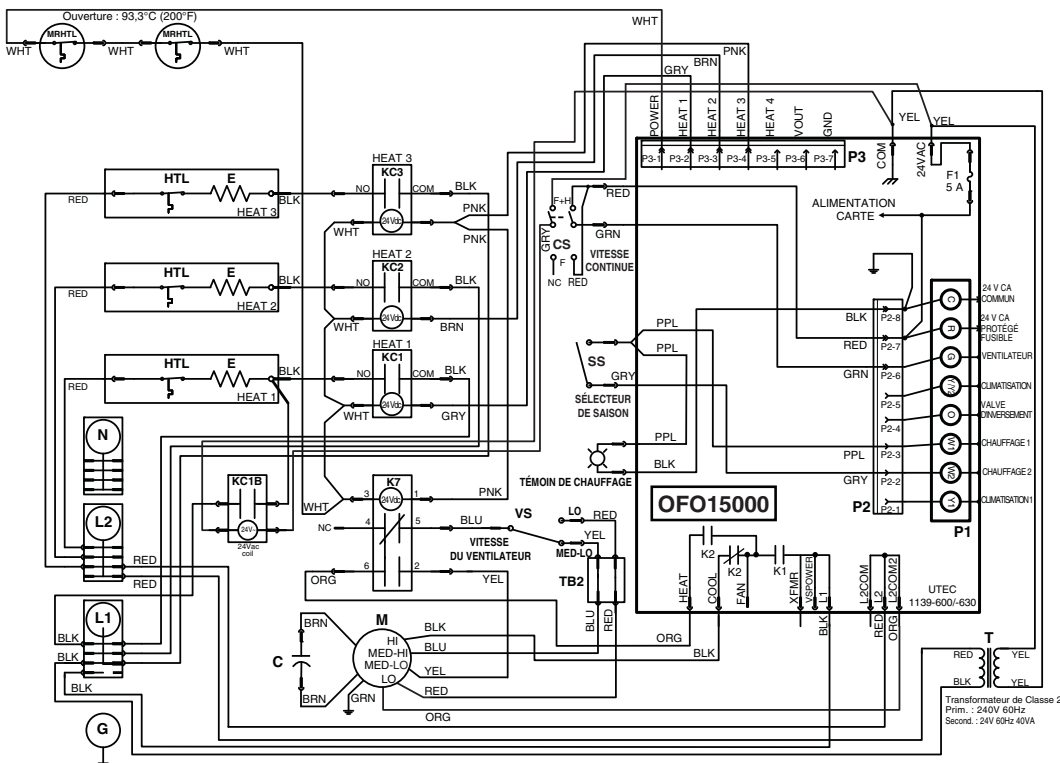 Ouverture : 93,3°C (200°F)
MRHTL
MRHTL
WHT
WHT
WHT
WHT
WHT
PNK
BRN
GRY
POWER
HEAT 1
HEAT 2
HEAT 3
HEAT 4
VOUT
GND
P3-1
P3-2
P3-3
P3-4
P3-5
P3-6
P3-7
P3
COM
24VAC
YEL
YEL
F1
5 A
ALIMENTATION
CARTE
HEAT 3
KC3
NO
COM
BLK
24Vdc
WHT
PNK
PNK
RED
HTL
E
HEAT 3
BLK
HEAT 2
KC2
NO
COM
BLK
24Vdc
WHT
BRN
RED
HTL
E
HEAT 2
BLK
HEAT 1
KC1
NO
COM
BLK
24Vdc
WHT
GRY
RED
HTL
E
HEAT 1
BLK
F+H
GRY
CS
F
NC
RED
RED
GRN
VITESSE
CONTINUE
SS
PPL
PPL
GRY
SÉLECTEUR
DE SAISON
PPL
BLK
TÉMOIN DE CHAUFFAGE
BLK
P2-8
RED
P2-7
GRN
P2-6
P2-5
P2-4
PPL
P2-3
GRY
P2-2
P2-1
P2
C
R
G
Y/Y2
O
W1
W2
Y1
P1
24 V CA
COMMUN
24 V CA
PROTÉGÉ
FUSIBLE
VENTILATEUR
CLIMATISATION
VALVE
D'INVERSEMENT
CHAUFFAGE 1
CHAUFFAGE 2
CLIMATISATION1
N
L2
RED
RED
L1
BLK
BLK
BLK
G
KC1B
24V~
24Vac
coil
WHT
K7
3
24Vdc
1
PNK
NC
4
5
BLU
6
2
ORG
YEL
VS
VITESSE
DU VENTILATEUR
LO
RED
YEL
MED-LO
TB2
BLU
RED
OFO15000
K2
K2
K1
HEAT
COOL
FAN
XFMR
VSPOWER
L1
L2COM
L2
L2COM2
UTEC
1139-600/-630
ORG
BLK
BLK
RED
ORG
C
BRN
BRN
M
HI
MED-HI
MED-LO
LO
BLK
BLU
YEL
RED
GRN
ORG
T
RED
YEL
BLK
YEL
Transformateur de Classe 2
Prim. : 240V 60Hz
Second. : 24V 60Hz 40VA